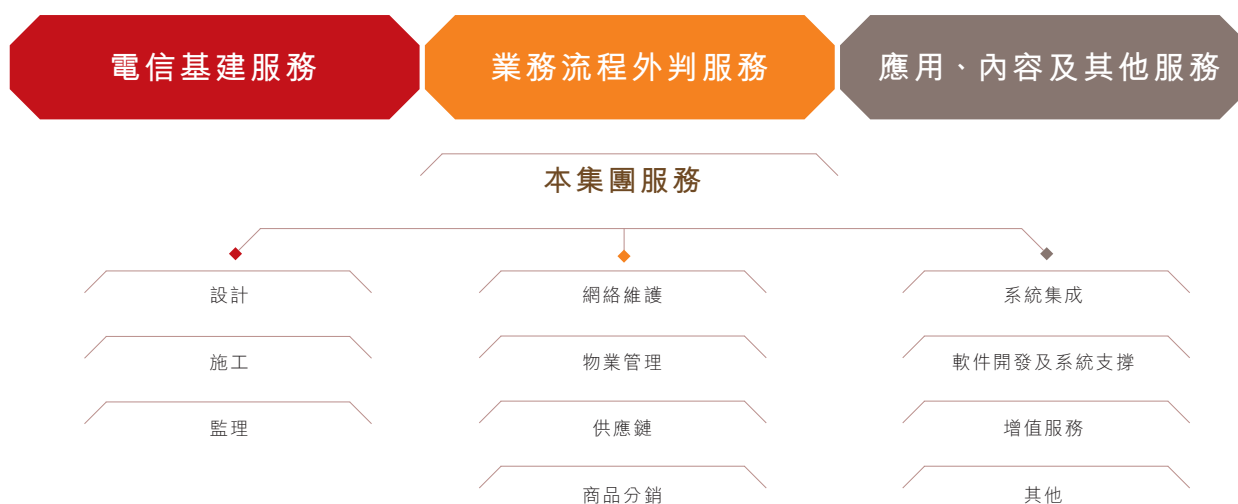 電信基建服務
業務流程外判服務
應用、內容及其他服務
本集團服務
設計
網絡維護
系統集成
施工
物業管理
軟件開發及系統支撐
監理
供應鏈
增值服務
商品分銷
其他